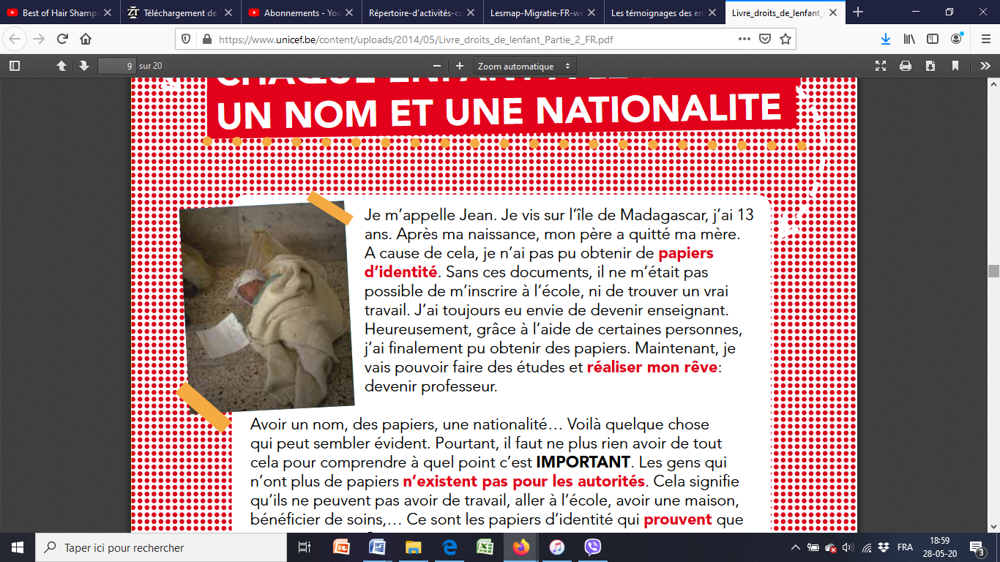 Best of Hair Shampo
Téléchargement de
Abonnements - You
Répertoire-d'activités-co
Lesmap-Migratie-FR-we
Les témoignages des en
Livre_droits_de_lenfant_
https://www.unicef.be/content/uploads/2014/05/Livre_droits_de_lenfant_Partie_2_FR.pdf
9 sur 20
Zoom automatique
UN NOM ET UNE NATIONALITE
Je m'appelle Jean. Je vis sur l'île de Madagascar, j'ai 13
ans. Après ma naissance, mon père a quitté ma mère.
A cause de cela, je n'ai pas pu obtenir de papiers
d'identité. Sans ces documents, il ne m'était pas
possible de m'inscrire à l'école, ni de trouver un vrai
travail. J'ai toujours eu envie de devenir enseignant.
Heureusement, grâce à l'aide de certaines personnes,
j'ai finalement pu obtenir des papiers. Maintenant, je
vais pouvoir faire des études et réaliser mon rêve:
devenir professeur.
Avoir un nom, des papiers, une nationalité… Voilà quelque chose
qui peut sembler évident. Pourtant, il faut ne plus rien avoir de tout
cela pour comprendre à quel point c'est IMPORTANT. Les gens qui
n'ont plus de papiers n'existent pas pour les autorités. Cela signifie
qu'ils ne peuvent pas avoir de travail, aller à l'école, avoir une maison,
bénéficier de soins,… Ce sont les papiers d'identité qui prouvent que
Taper ici pour rechercher
FRA
18:59
28-05-20
3